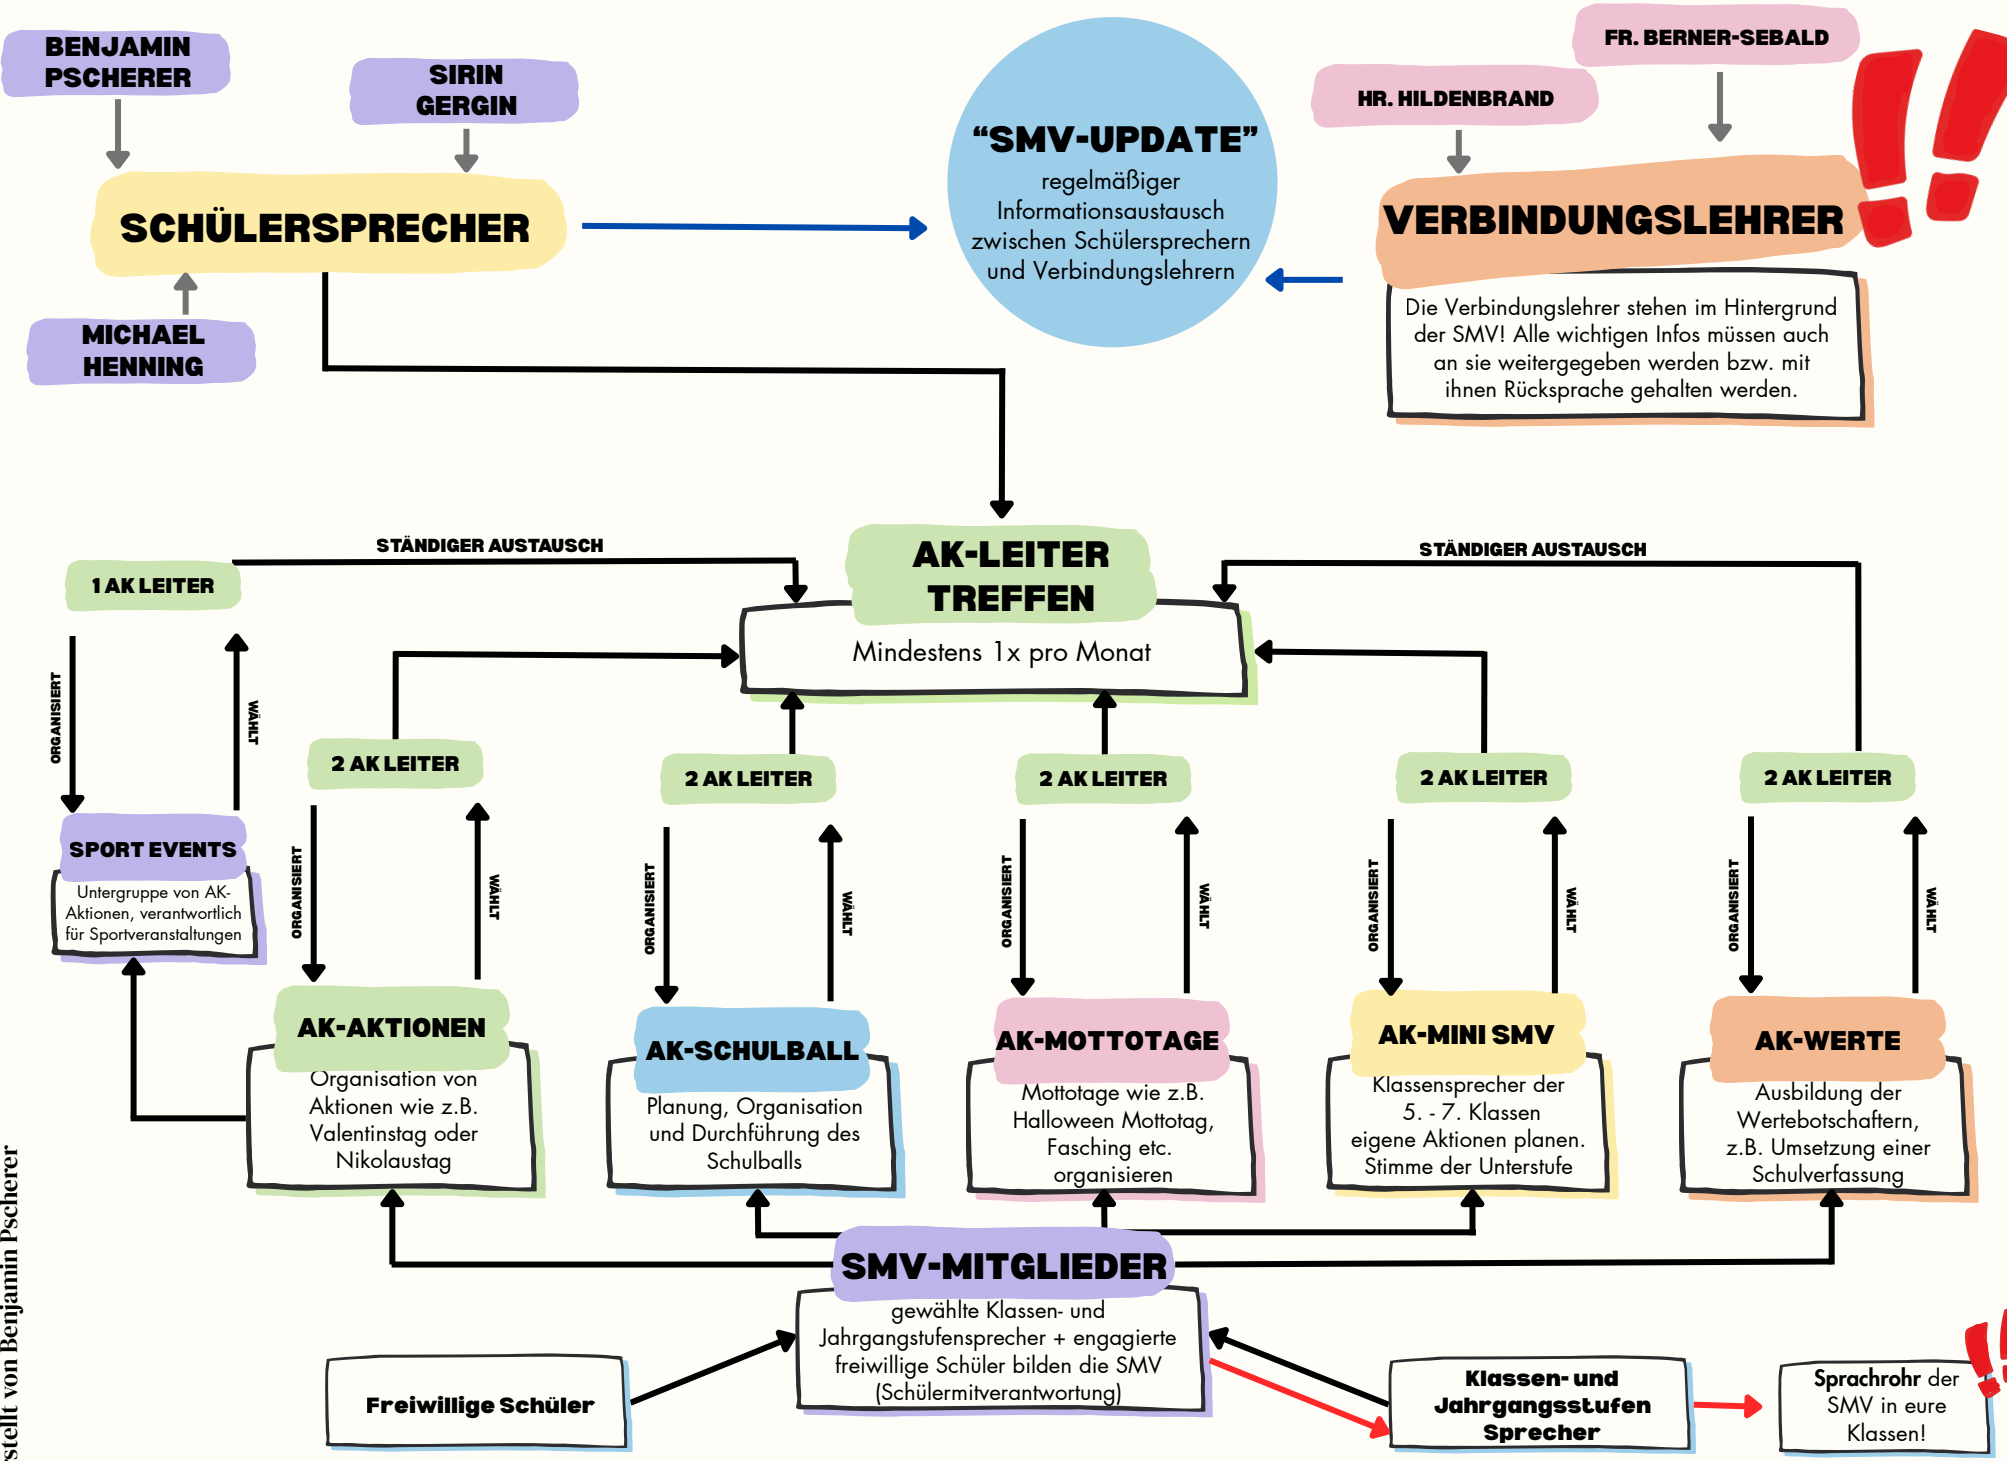 BENJAMIN
PSCHERER
SIRIN
GERGIN
SCHÜLERSPRECHER
MICHAEL
HENNING
“SMV-UPDATE”
regelmäßiger
Informationsaustausch
zwischen Schülersprechern
und Verbindungslehrern
FR. BERNER-SEBALD
HR. HILDENBRAND
VERBINDUNGSLEHRER
Die Verbindungslehrer stehen im Hintergrund
der SMV! Alle wichtigen Infos müssen auch
an sie weitergegeben werden bzw. mit
ihnen Rücksprache gehalten werden.
STÄNDIGER AUSTAUSCH
AK-LEITER
TREFFEN
Mindestens 1x pro Monat
STÄNDIGER AUSTAUSCH
1 AK LEITER
ORGANISIERT
WÄHLT
SPORT EVENTS
Untergruppe von AK-
Aktionen, verantwortlich
für Sportveranstaltungen
2 AK LEITER
ORGANISIERT
WÄHLT
AK-AKTIONEN
Organisation von
Aktionen wie z.B.
Valentinstag oder
Nikolaustag
2 AK LEITER
ORGANISIERT
WÄHLT
AK-SCHULBALL
Planung, Organisation
und Durchführung des
Schulballs
2 AK LEITER
ORGANISIERT
WÄHLT
AK-MOTTOTAGE
Mottotage wie z.B.
Halloween Mottotag,
Fasching etc.
organisieren
2 AK LEITER
ORGANISIERT
WÄHLT
AK-MINI SMV
Klassensprecher der
5. - 7. Klassen
eigene Aktionen planen.
Stimme der Unterstufe
2 AK LEITER
ORGANISIERT
WÄHLT
AK-WERTE
Ausbildung der
Wertebotschaftern,
z.B. Umsetzung einer
Schulverfassung
SMV-MITGLIEDER
gewählte Klassen- und
Jahrgangstufensprecher + engagierte
freiwillige Schüler bilden die SMV
(Schülermitverantwortung)
Freiwillige Schüler
Klassen- und
Jahrgangsstufen
Sprecher
Sprachrohr der
SMV in eure
Klassen!
stellt von Benjamin Pscherer